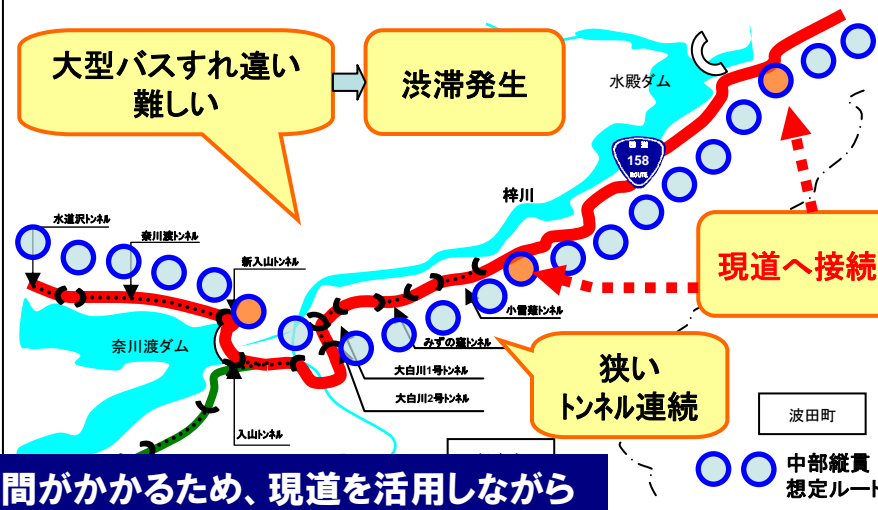 大型バスすれ違い
難しい
渋滞発生
水殿ダム
国道
158
ROUTE
梓川
水道沢トンネル
奈川渡トンネル
新入山トンネル
現道へ接続
小雪薙トンネル
奈川渡ダム
みずの窪トンネル
大白川1号トンネル
大白川2号トンネル
狭い
トンネル連続
入山トンネル
波田町
中部縦貫
想定ルート
間がかかるため、現道を活用しながら